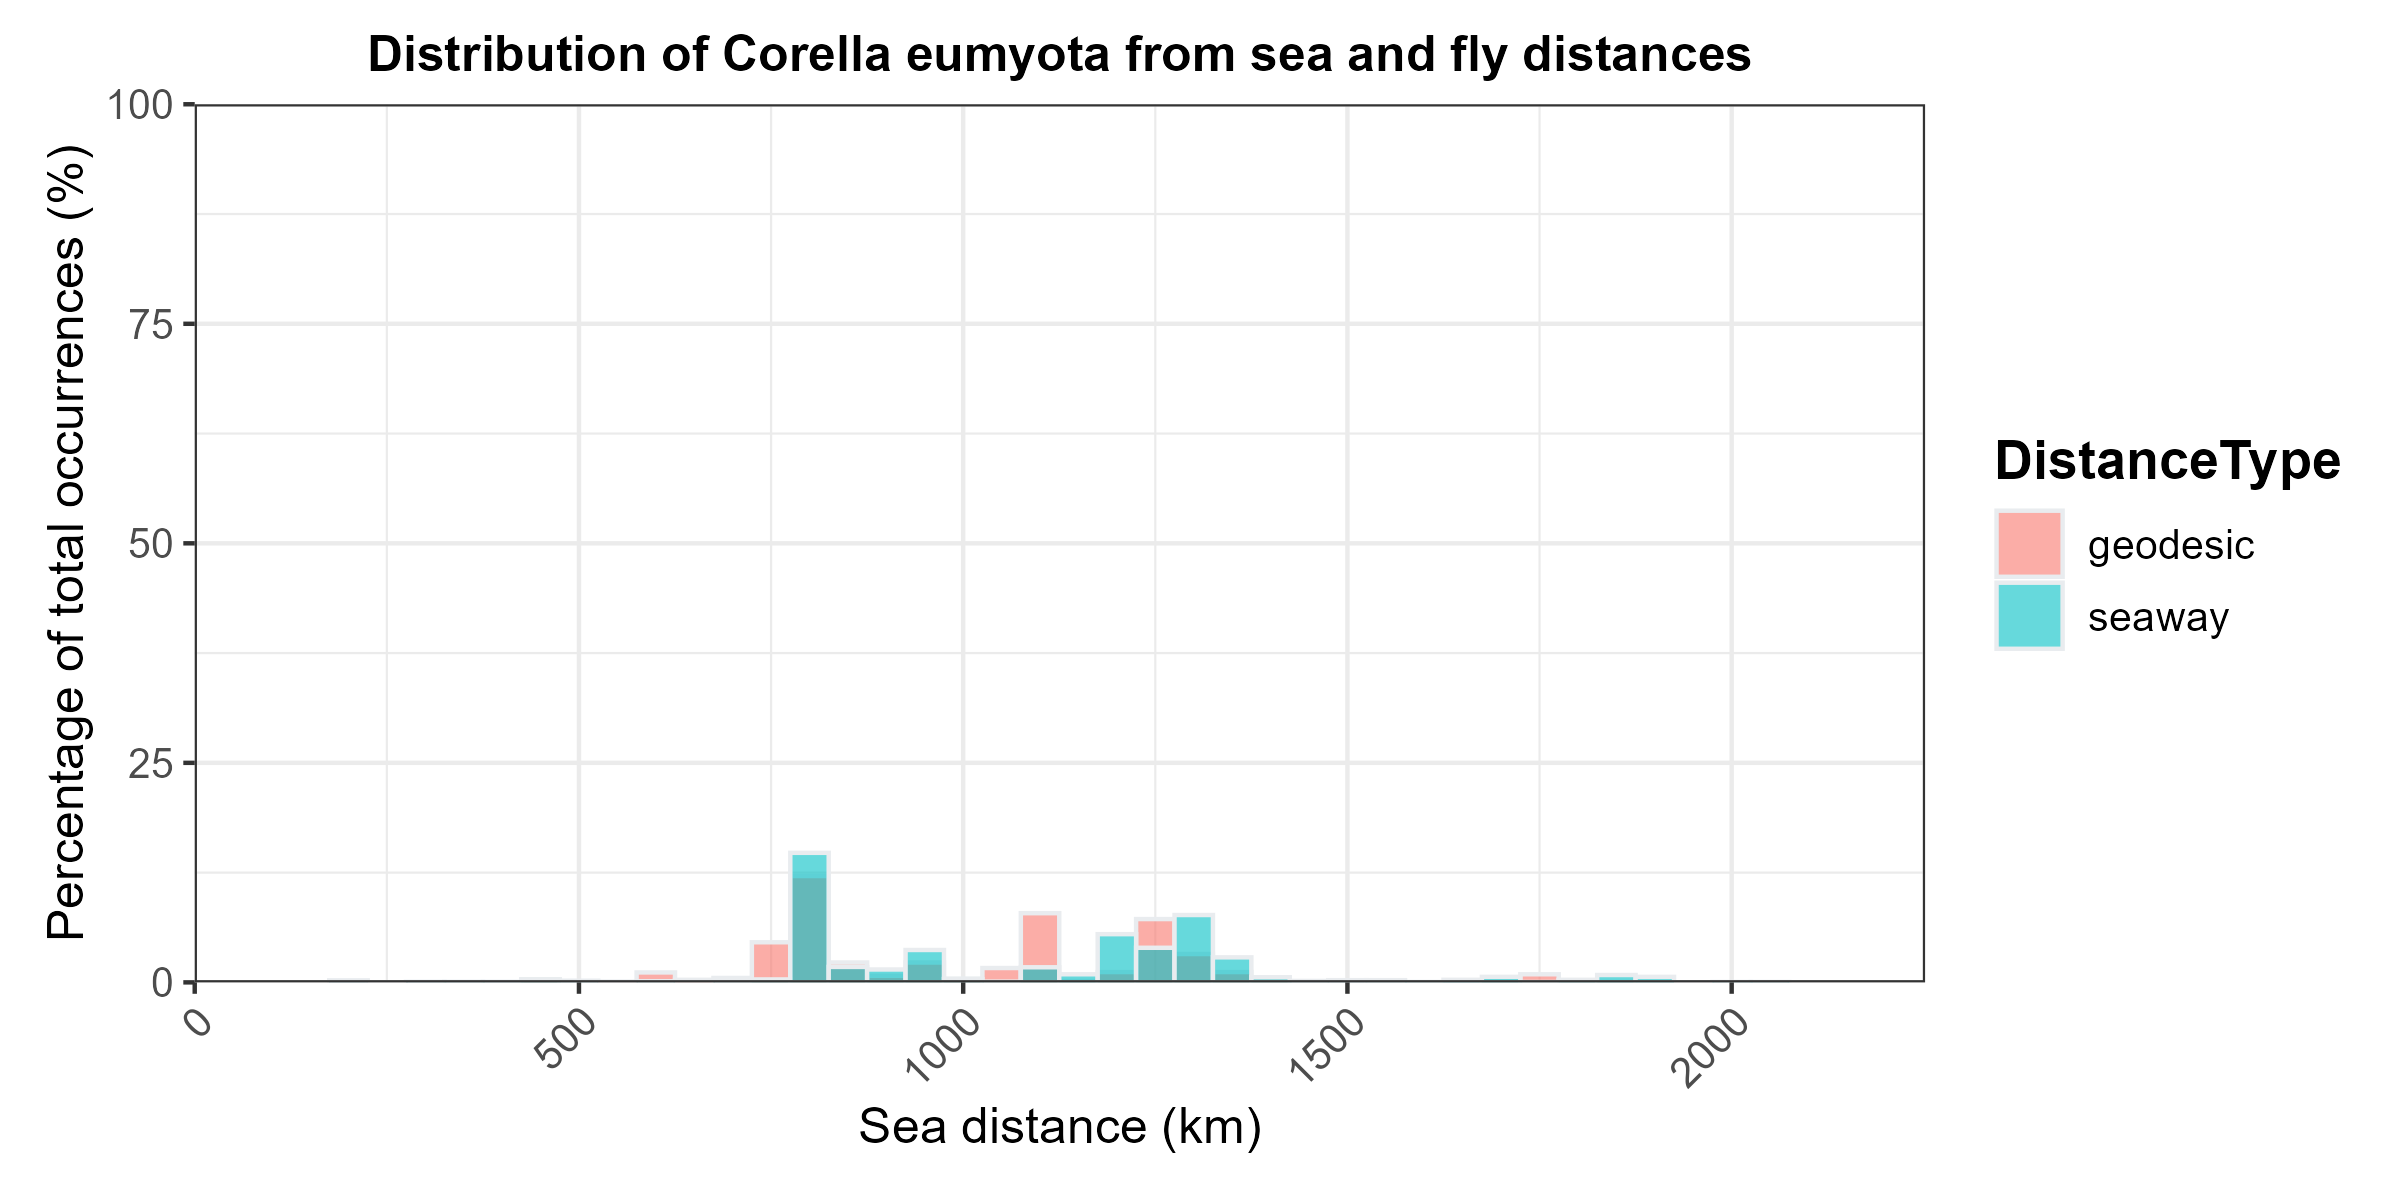 Distribution of Corella eumyota from sea and fly distances
Percentage of total occurrences (%)
100
75
50
25
0
0
500
1000
1500
2000
Sea distance (km)
DistanceType
geodesic
seaway